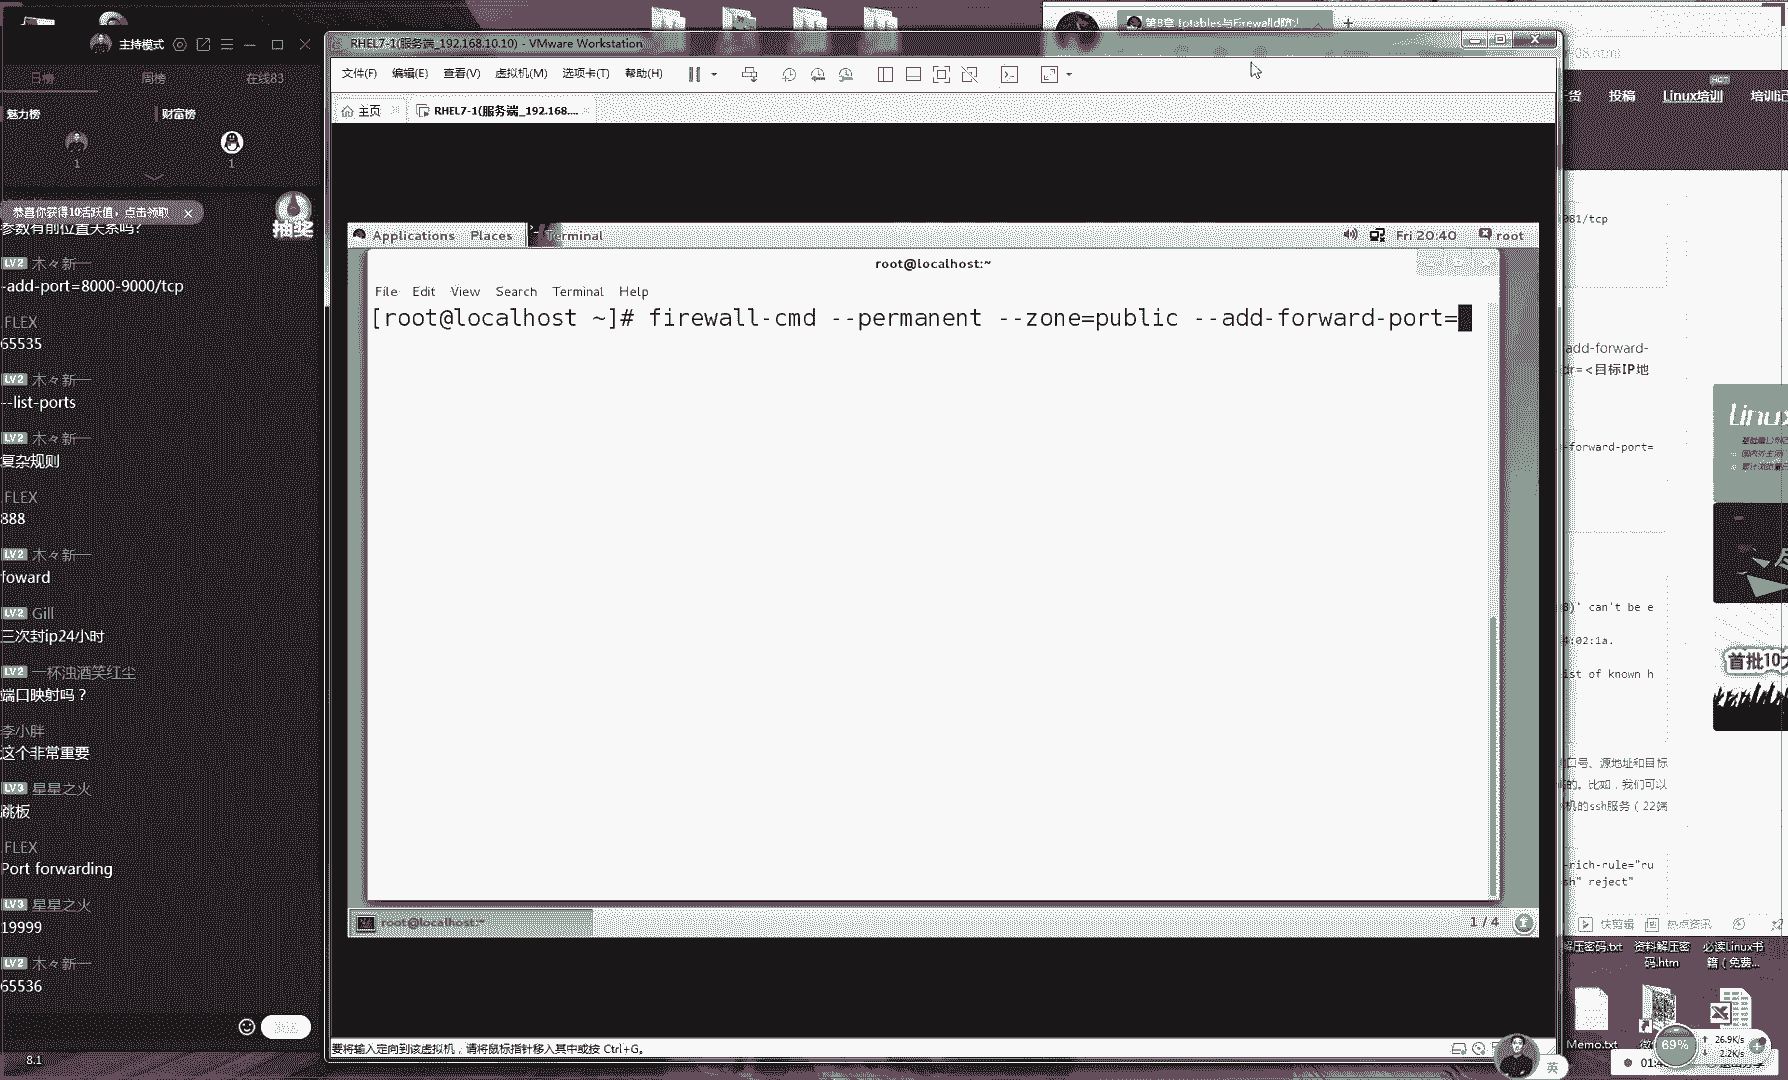 主持模式
日榜
周榜
在线83
魅力榜
财富榜
1
1
恭喜你获得10活跃值，点击领取
抽奖
参数有前位置关系吗?
LV2 木々新一
-add-port=8000-9000/tcp
.FLEX
65535
LV2 木々新一
--list-ports
LV2 木々新一
复杂规则
.FLEX
888
LV2 木々新一
foward
LV2 Gill
三次封ip24小时
LV2 一杯浊酒笑红尘
端口映射吗？
李小胖
这个非常重要
LV3 星星之火
跳板
.FLEX
Port forwarding
LV3 星星之火
19999
LV2 木々新一
65536
8.1
RHEL7-1(服务端_192.168.10.10) - VMware Workstation
文件(F) 编辑(E) 查看(V) 虚拟机(M) 选项卡(T) 帮助(H)
主页
RHEL7-1(服务端_192.168....
Applications Places Terminal
Fri 20:40
root
root@localhost:~
File Edit View Search Terminal Help
[root@localhost ~]# firewall-cmd --permanent --zone=public --add-forward-port=
root@localhost:~
1 / 4
要将输入定向到该虚拟机，请将鼠标指针移入其中或按 Ctrl+G。
第8章 Iptables与Firewalld防
08.html
货 投稿 Linux培训 培训记
HOT
081/tcp
add-forward-
dr=<目标IP地
-forward-port=
)' can't be e
4:02:1a.
ist of known h
口号、源地址和目标
的。比如，我们可以
机的ssh服务（22端
-rich-rule="ru
sh" reject"
Linux
首批10大
快剪辑 热点资讯
解压密码.txt
资料解压密码.htm
必读Linux书籍（免费...
Memo.txt
69%
26.9K/s
2.2K/s
英